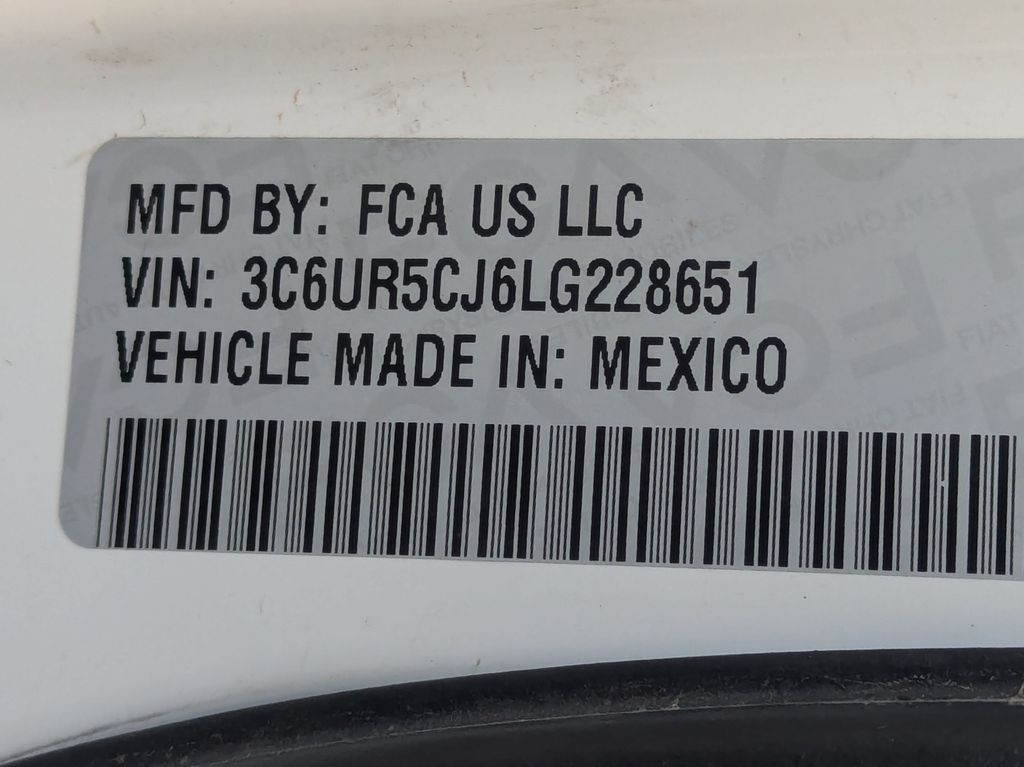 MFD BY: FCA US LLC
VIN: 3C6UR5CJ6LG228651
VEHICLE MADE IN: MEXICO